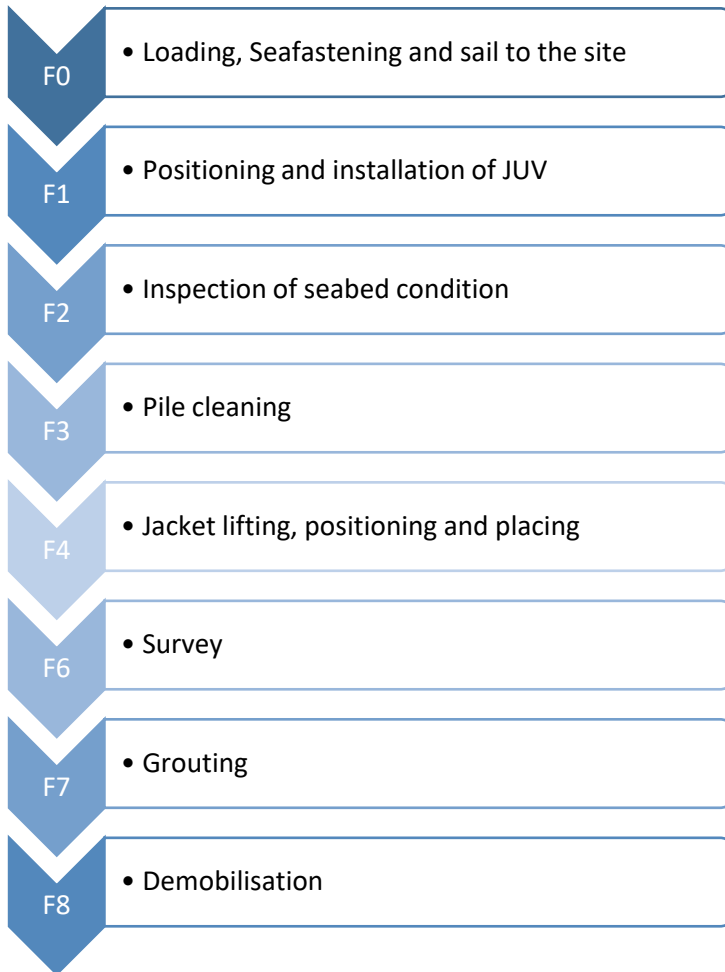 F0
• Loading, Seafastening and sail to the site
F1
• Positioning and installation of JUV
F2
• Inspection of seabed condition
F3
• Pile cleaning
F4
• Jacket lifting, positioning and placing
F6
• Survey
F7
• Grouting
F8
• Demobilisation